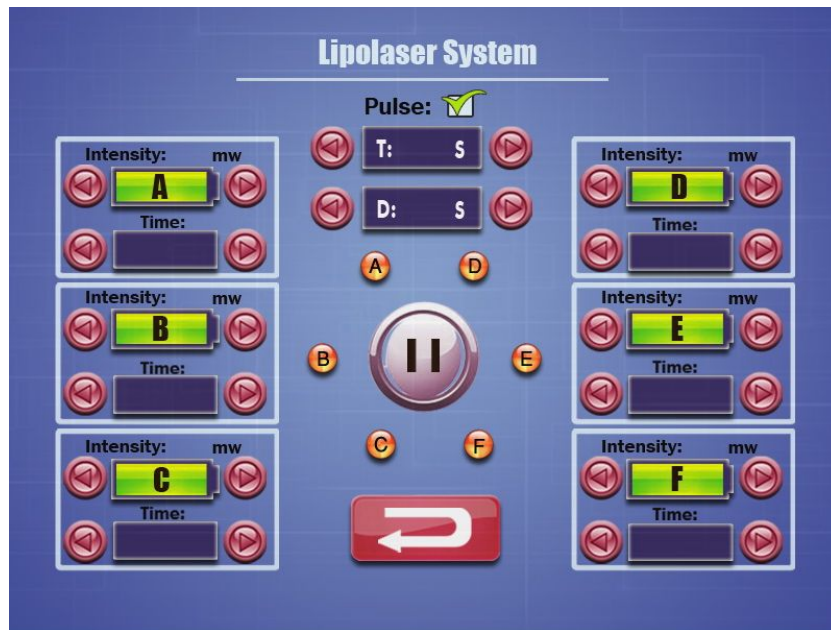 Lipolaser System
Pulse:
T: S
D: S
Intensity: mw
A
Time:
Intensity: mw
B
Time:
Intensity: mw
C
Time:
A D
B E
C F
Intensity: mw
D
Time:
Intensity: mw
E
Time:
Intensity: mw
F
Time: